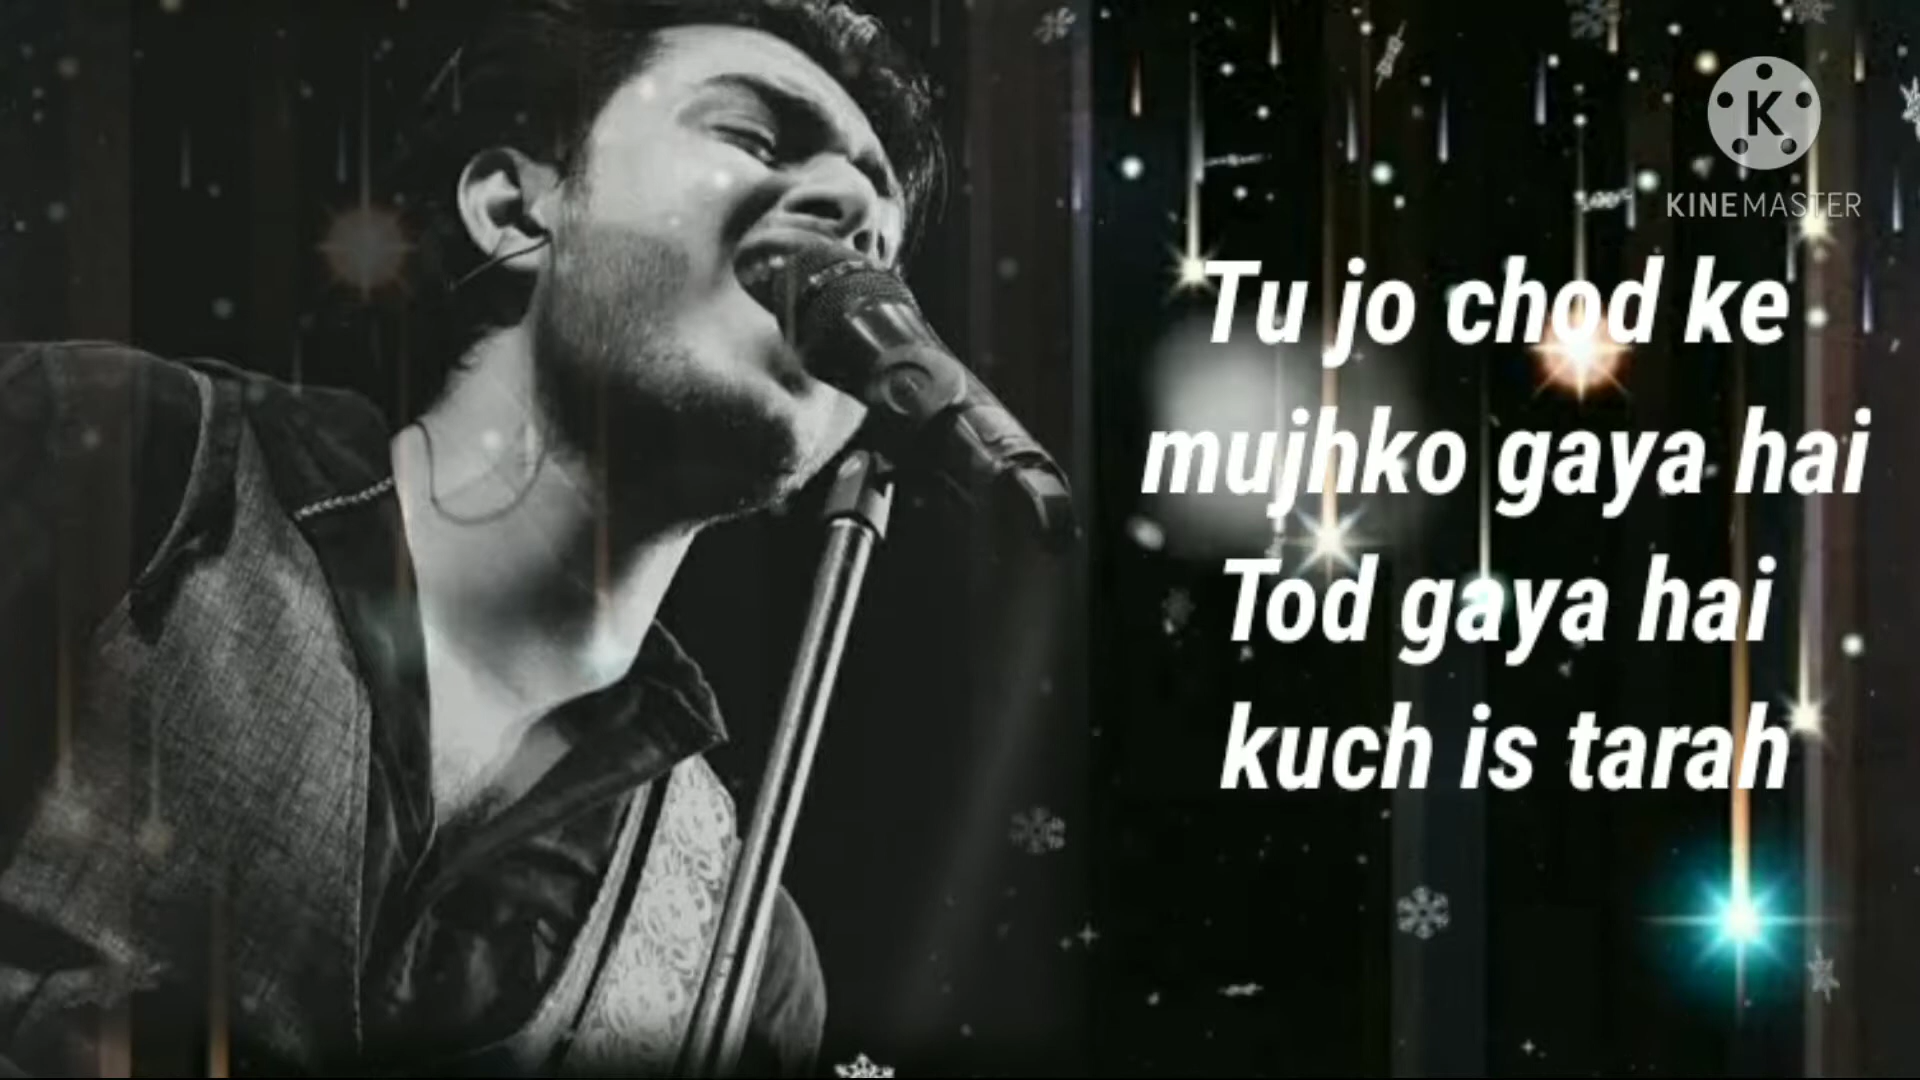 K
KINEMASTER
Tu jo chod ke
mujhko gaya hai
Tod gaya hai
kuch is tarah